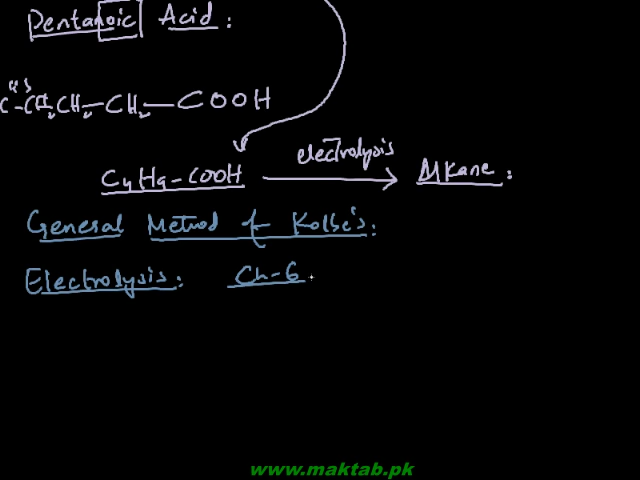 Pentanoic Acid :
C-CH₂CH₂-CH₂-COOH
C₄H₉-COOH electrolysis Alkane :
General Method of Kolbe's :
Electrolysis : Ch-6
www.maktab.pk